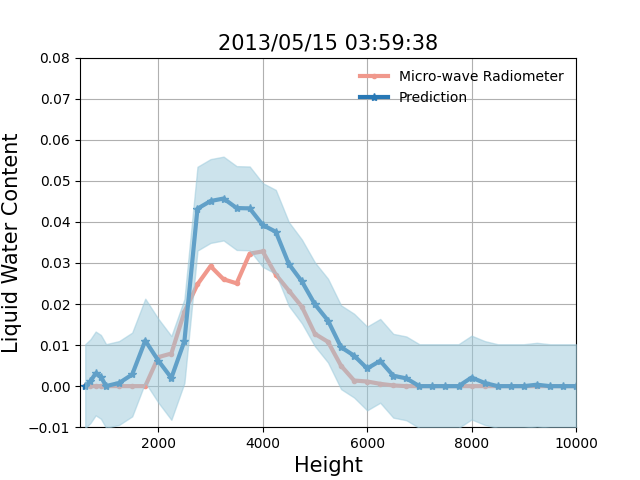 2013/05/15 03:59:38
Micro-wave Radiometer
Prediction
Liquid Water Content
0.08
0.07
0.06
0.05
0.04
0.03
0.02
0.01
0.00
−0.01
2000 4000 6000 8000 10000
Height